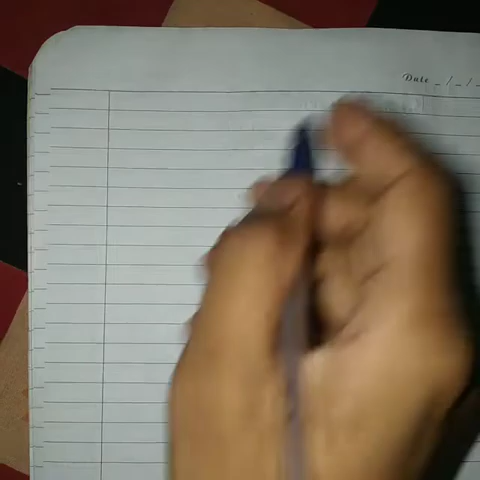 Date _ / _ / _